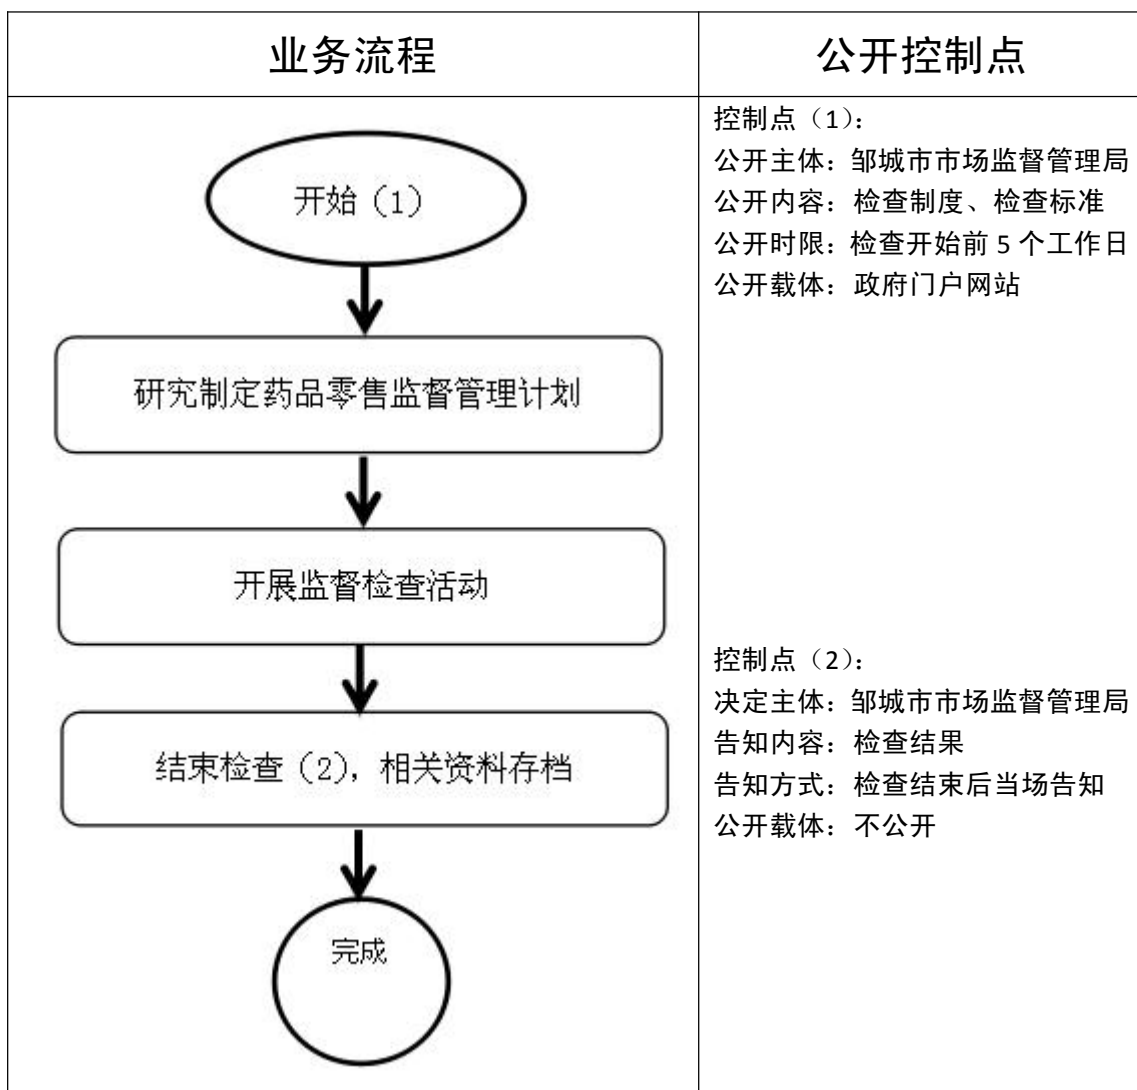 业务流程
公开控制点
开始（1）
研究制定药品零售监督管理计划
开展监督检查活动
结束检查（2），相关资料存档
完成
控制点（1）：
公开主体：邹城市市场监督管理局
公开内容：检查制度、检查标准
公开时限：检查开始前 5 个工作日
公开载体：政府门户网站
控制点（2）：
决定主体：邹城市市场监督管理局
告知内容：检查结果
告知方式：检查结束后当场告知
公开载体：不公开